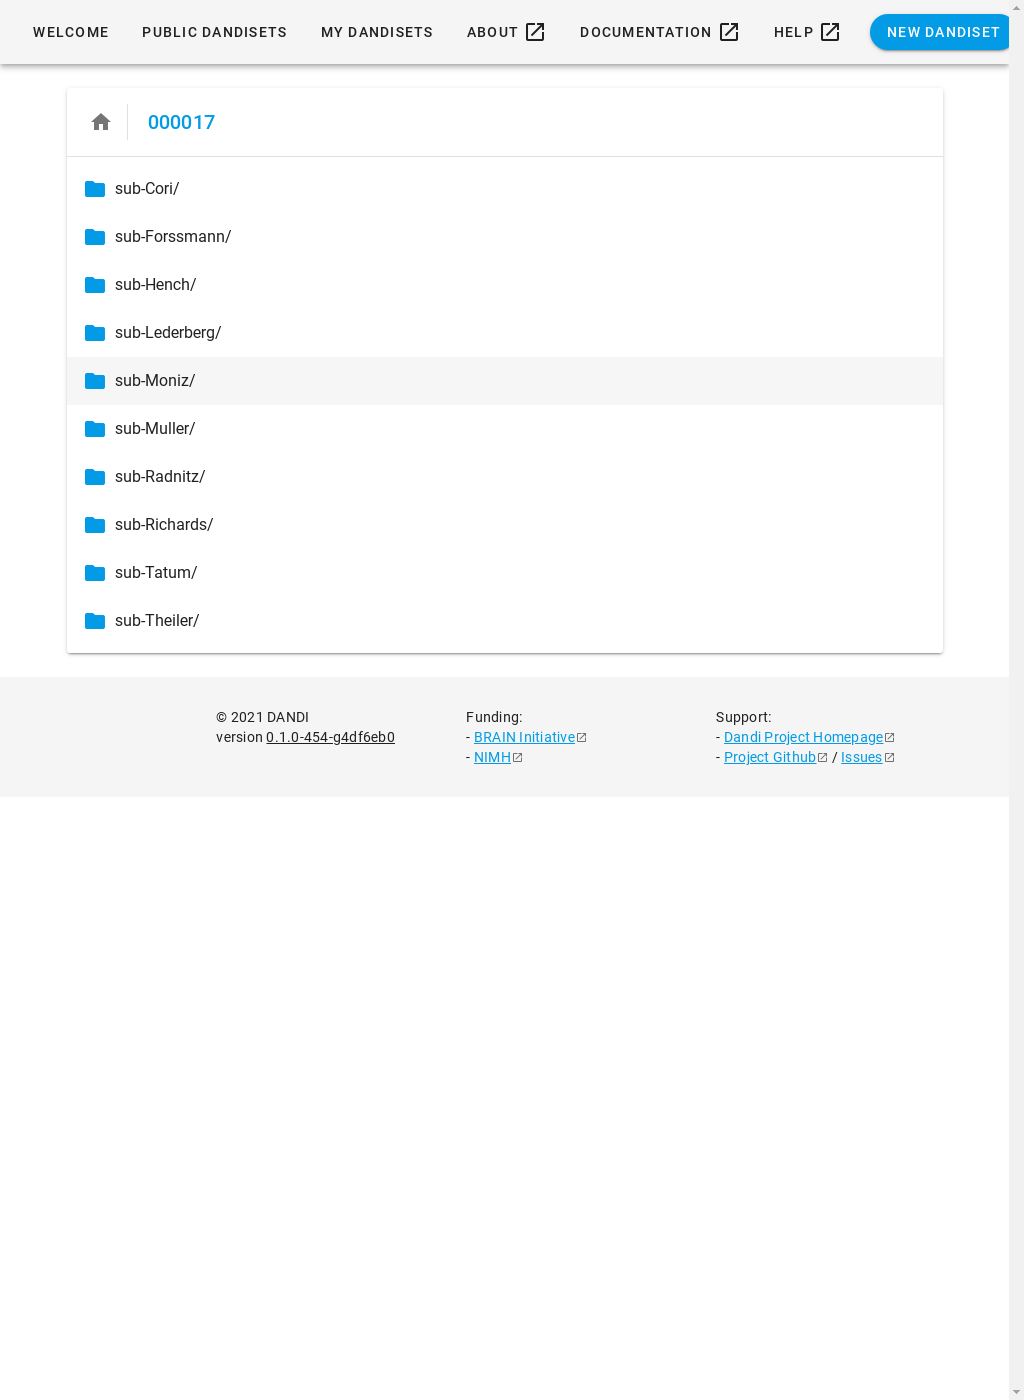 WELCOME PUBLIC DANDISETS MY DANDISETS ABOUT DOCUMENTATION HELP NEW DANDISET
000017
sub-Cori/
sub-Forssmann/
sub-Hench/
sub-Lederberg/
sub-Moniz/
sub-Muller/
sub-Radnitz/
sub-Richards/
sub-Tatum/
sub-Theiler/
© 2021 DANDI
version 0.1.0-454-g4df6eb0
Funding:
- BRAIN Initiative
- NIMH
Support:
- Dandi Project Homepage
- Project Github / Issues